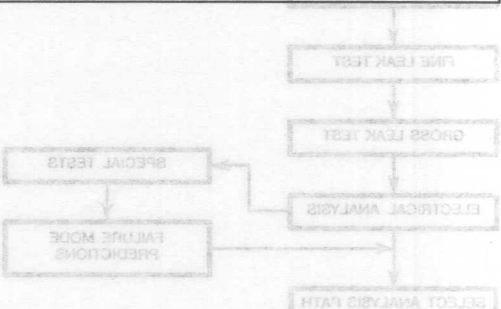 FINE LEAK TEST
GROSS LEAK TEST
SPECIAL TESTS
ELECTRICAL ANALYSIS
FAILURE MODE
PREDICTIONS
SELECT ANALYSIS PATH